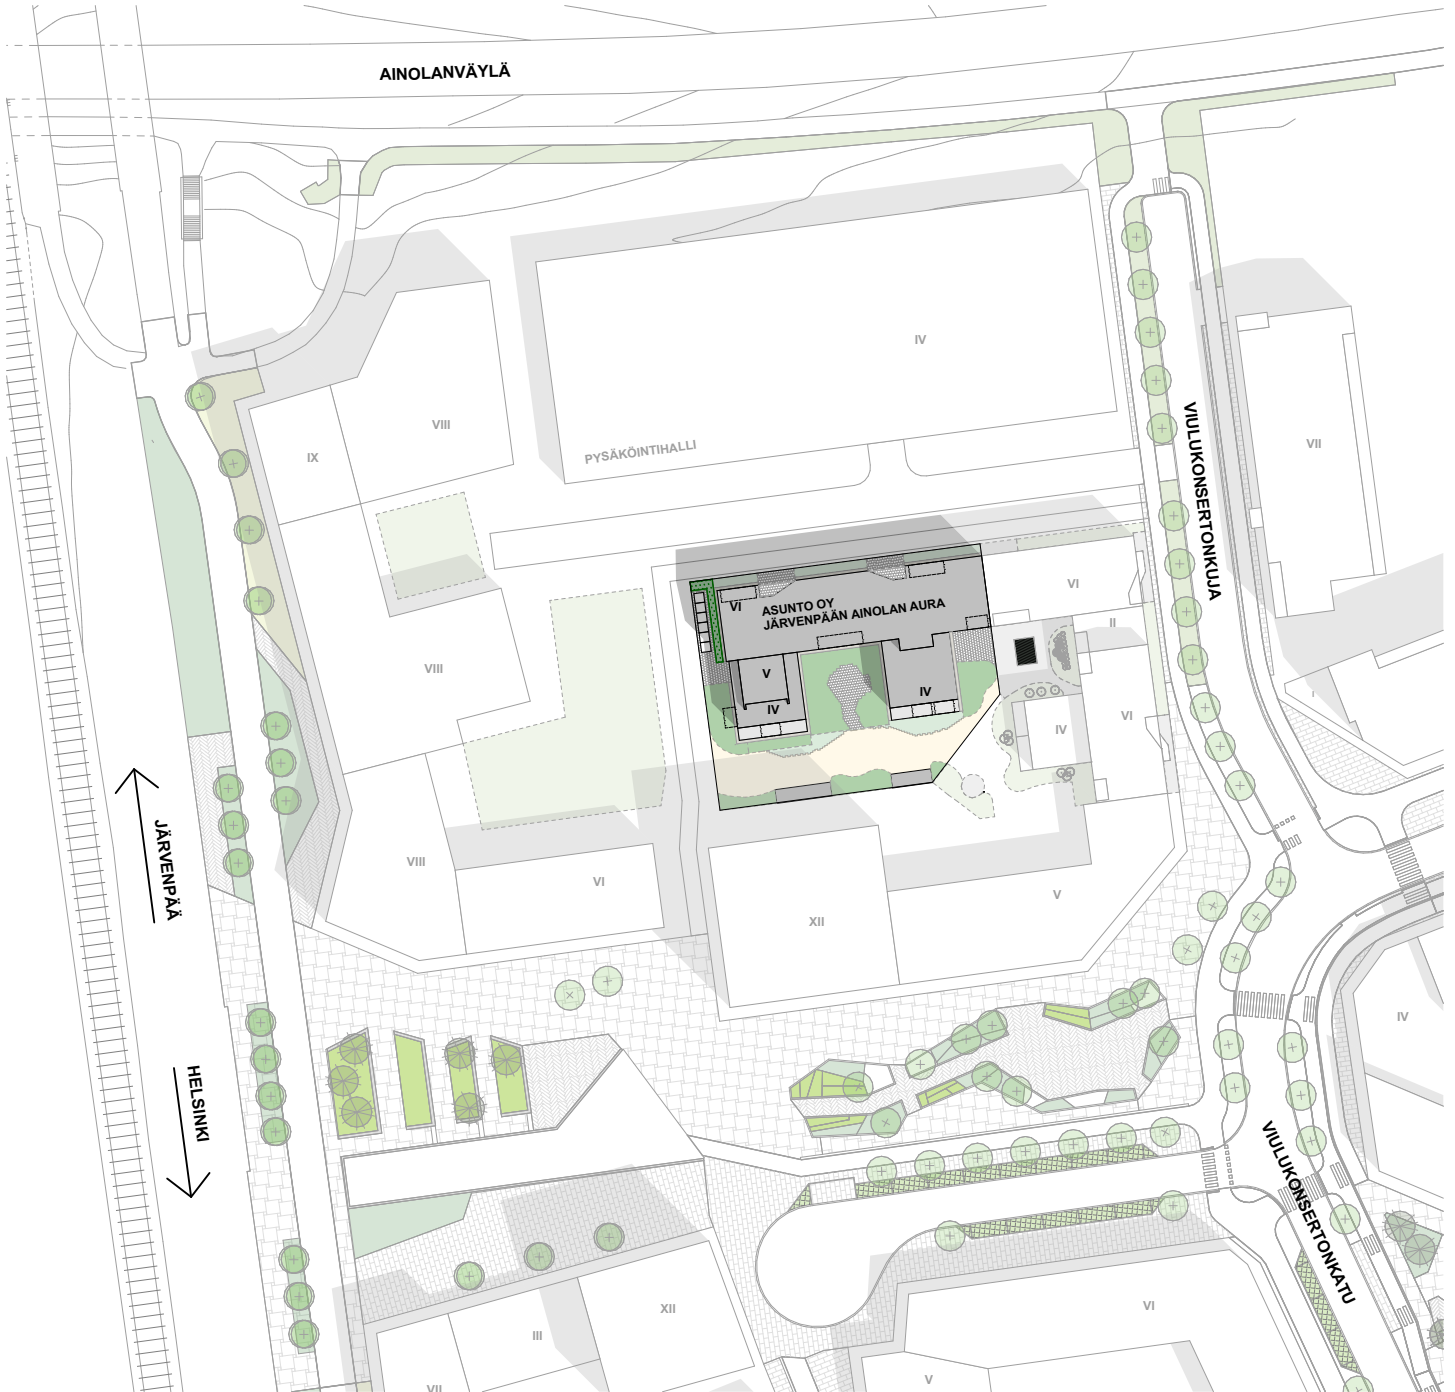 AINOLANVÄYLÄ
IV
VIII
IX
PYSÄKÖINTIHALLI
VIULUKONSERTONKUJA
VII
VI
VI
ASUNTO OY
JÄRVENPÄÄN AINOLAN AURA
II
VIII
V
IV
IV
IV
VI
JÄRVENPÄÄ
VIII
VI
XII
V
IV
HELSINKI
VIULUKONSERTONKATU
XII
III
VI
V
VII